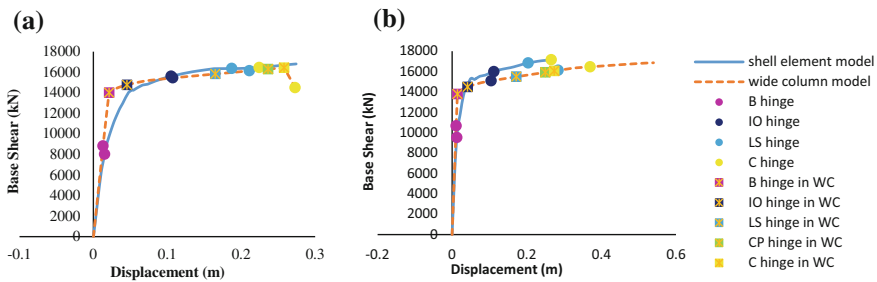 (a)
18000
16000
14000
12000
10000
8000
6000
4000
2000
0
Base Shear (kN)
-0.1
0
0.1
0.2
0.3
Displacement (m)
(b)
18000
16000
14000
12000
10000
8000
6000
4000
2000
0
Base Shear (kN)
-0.2
0
0.2
0.4
0.6
Displacement (m)
shell element model
wide column model
B hinge
IO hinge
LS hinge
C hinge
B hinge in WC
IO hinge in WC
LS hinge in WC
CP hinge in WC
C hinge in WC